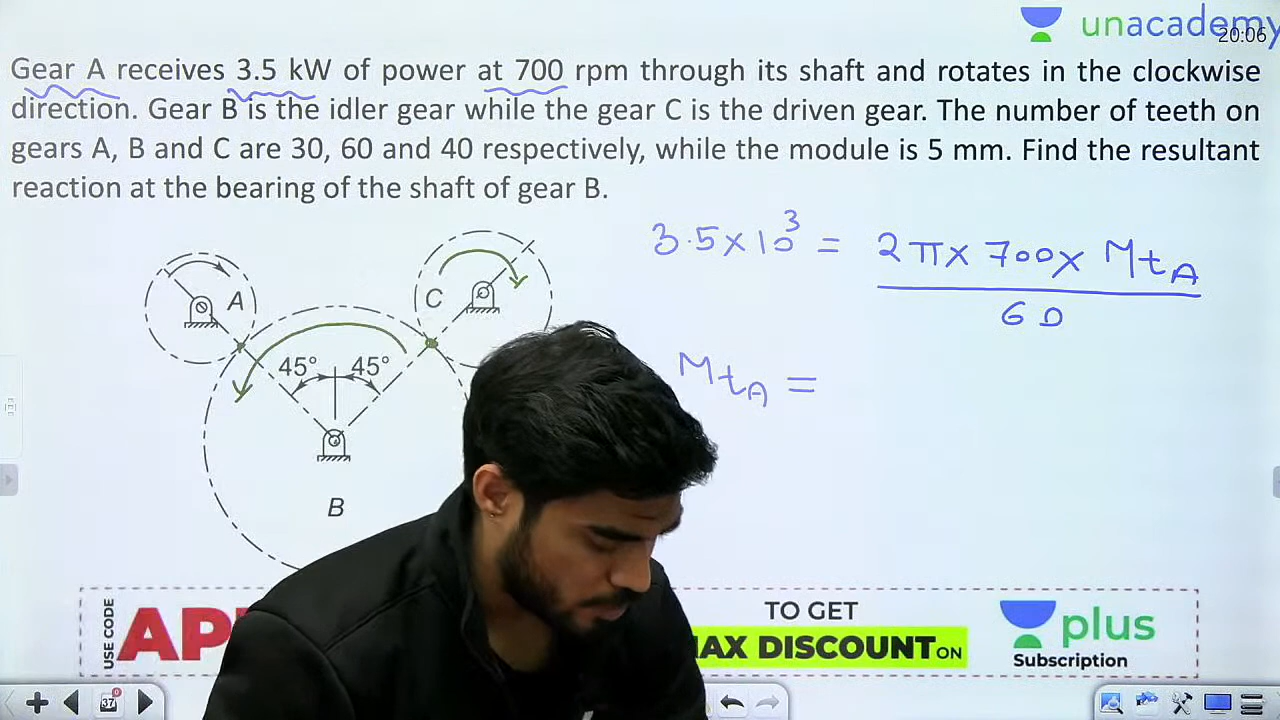 unacademy
20:06
Gear A receives 3.5 kW of power at 700 rpm through its shaft and rotates in the clockwise
direction. Gear B is the idler gear while the gear C is the driven gear. The number of teeth on
gears A, B and C are 30, 60 and 40 respectively, while the module is 5 mm. Find the resultant
reaction at the bearing of the shaft of gear B.
3.5×10³ = 2π× 700× MtA
60
MtA =
A
C
45° 45°
B
USE CODE
AP
TO GET
AX DISCOUNT ON
plus
Subscription
37
0